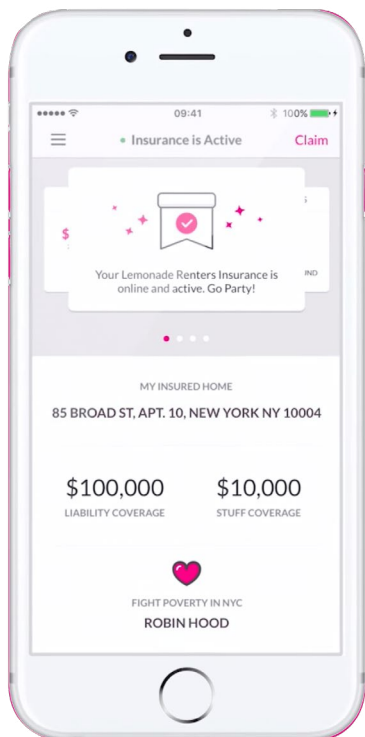 09:41
100%
Insurance is Active
Claim
$
Your Lemonade Renters Insurance is
online and active. Go Party!
MY INSURED HOME
85 BROAD ST, APT. 10, NEW YORK NY 10004
$100,000
$10,000
LIABILITY COVERAGE
STUFF COVERAGE
FIGHT POVERTY IN NYC
ROBIN HOOD